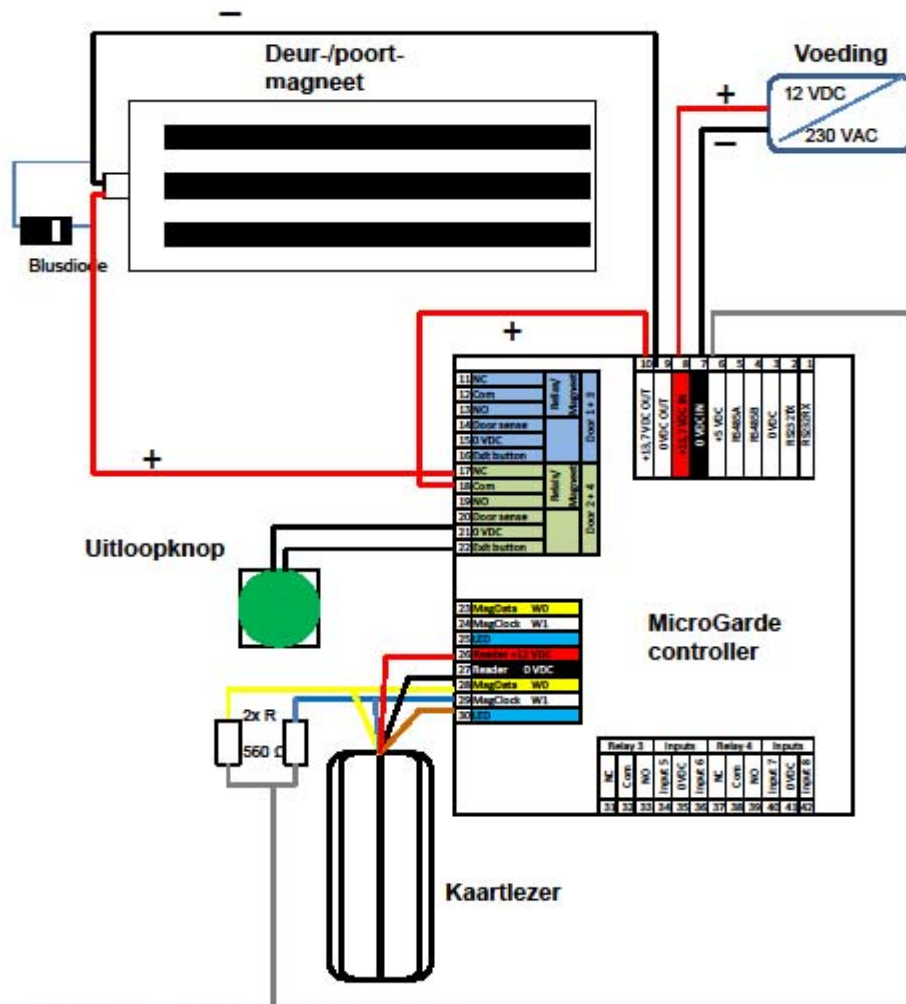 −
Deur-/poort-
magneet
Voeding
12 VDC
230 VAC
+
−
Blusdiode
+
+
10 9 8 7 6 5 4 3 2 1
+13,7 VDC OUT
0 VDC OUT
+13,7 VDC IN
0 VDC IN
+5 VDC
RS485A
RS485B
0 VDC
RS232TX
RS232RX
11 NC
12 Com
13 NO
14 Door sense
15 0 VDC
16 Exit button
Relais/
Magneet
Door 1 + 3
17 NC
18 Com
19 NO
20 Door sense
21 0 VDC
22 Exit button
Relais/
Magneet
Door 2 + 4
Uitloopknop
23 MagData W0
24 MagClock W1
25 LED
26 Reader +12 VDC
27 Reader 0 VDC
28 MagData W0
29 MagClock W1
30 LED
MicroGarde
controller
2x R
560 Ω
Relay 3 Inputs Relay 4 Inputs
NC Com NO Input 5 0VDC Input 6 NC Com NO Input 7 0VDC Input 8
31 32 33 34 35 36 37 38 39 40 41 42
Kaartlezer